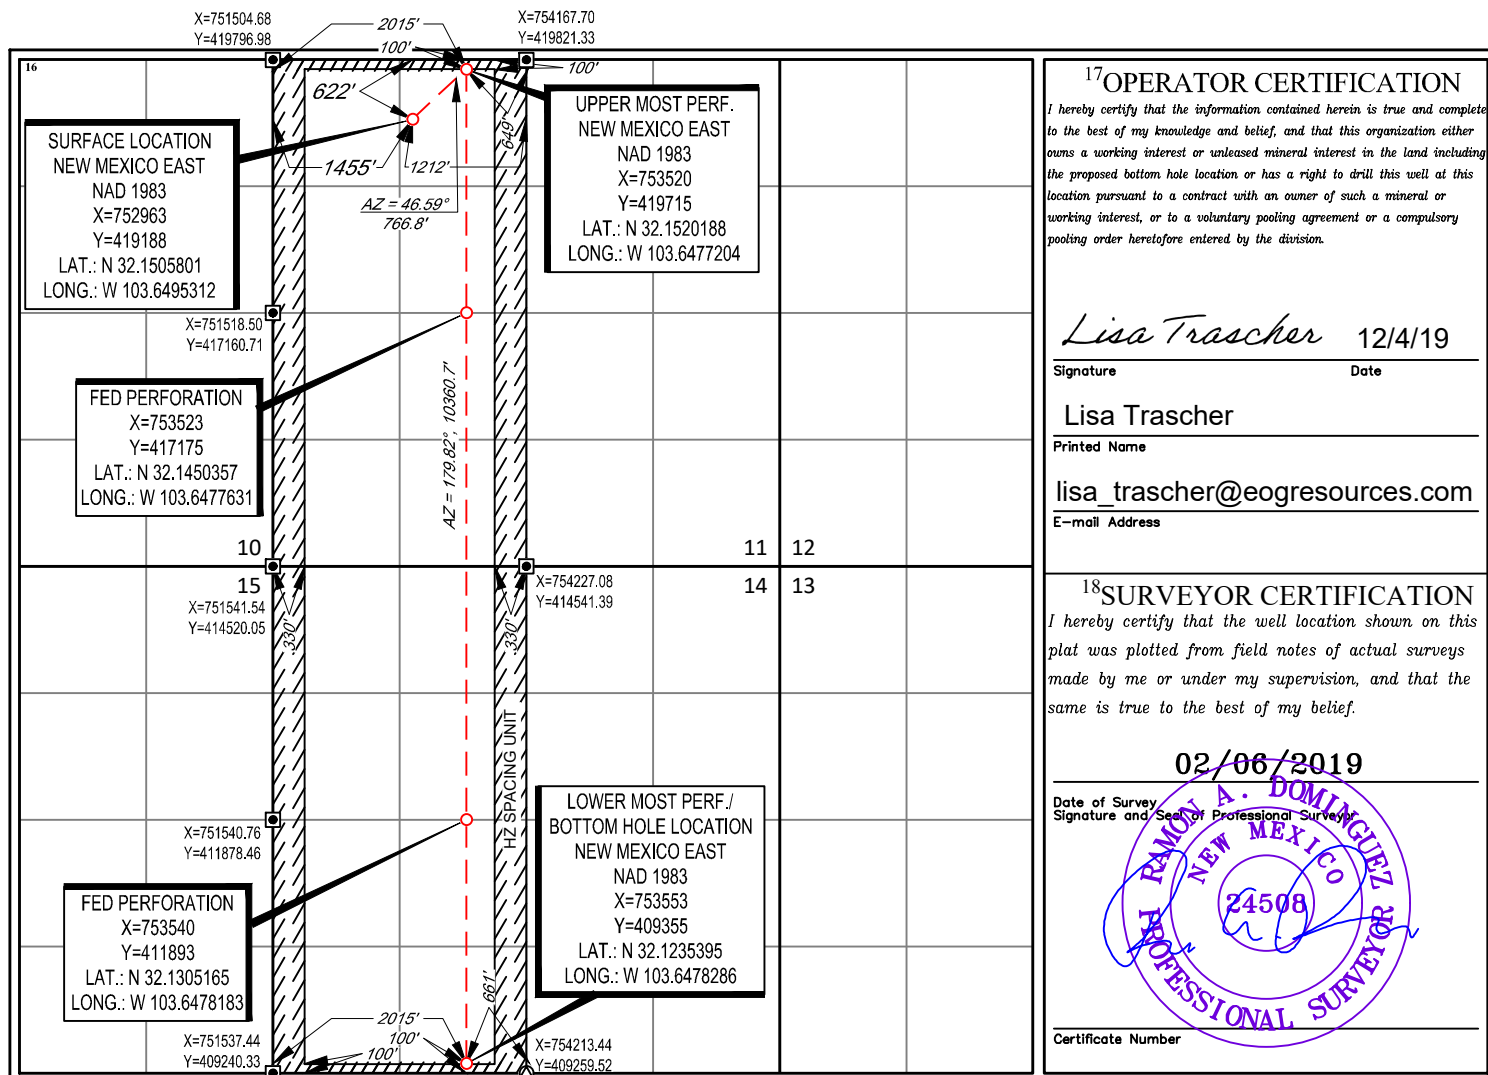 X=751504.68
Y=419796.98
2015'
100'
X=754167.70
Y=419821.33
100'
16
622'
649'
SURFACE LOCATION
NEW MEXICO EAST
NAD 1983
X=752963
Y=419188
LAT.: N 32.1505801
LONG.: W 103.6495312
1455'
1212'
AZ = 46.59°
766.8'
UPPER MOST PERF.
NEW MEXICO EAST
NAD 1983
X=753520
Y=419715
LAT.: N 32.1520188
LONG.: W 103.6477204
X=751518.50
Y=417160.71
FED PERFORATION
X=753523
Y=417175
LAT.: N 32.1450357
LONG.: W 103.6477631
AZ = 179.82°, 10360.7'
10
11
12
15
14
13
X=751541.54
Y=414520.05
330'
330'
X=754227.08
Y=414541.39
HZ SPACING UNIT
X=751540.76
Y=411878.46
FED PERFORATION
X=753540
Y=411893
LAT.: N 32.1305165
LONG.: W 103.6478183
LOWER MOST PERF./
BOTTOM HOLE LOCATION
NEW MEXICO EAST
NAD 1983
X=753553
Y=409355
LAT.: N 32.1235395
LONG.: W 103.6478286
661'
2015'
100'
100'
X=751537.44
Y=409240.33
X=754213.44
Y=409259.52
17 OPERATOR CERTIFICATION
I hereby certify that the information contained herein is true and complete
to the best of my knowledge and belief, and that this organization either
owns a working interest or unleased mineral interest in the land including
the proposed bottom hole location or has a right to drill this well at this
location pursuant to a contract with an owner of such a mineral or
working interest, or to a voluntary pooling agreement or a compulsory
pooling order heretofore entered by the division.
Lisa Trascher 12/4/19
Signature Date
Lisa Trascher
Printed Name
lisa_trascher@eogresources.com
E-mail Address
18 SURVEYOR CERTIFICATION
I hereby certify that the well location shown on this
plat was plotted from field notes of actual surveys
made by me or under my supervision, and that the
same is true to the best of my belief.
02/06/2019
Date of Survey
Signature and Seal of Professional Surveyor
RAMON A. DOMINGUEZ
NEW MEXICO
24508
PROFESSIONAL SURVEYOR
Certificate Number